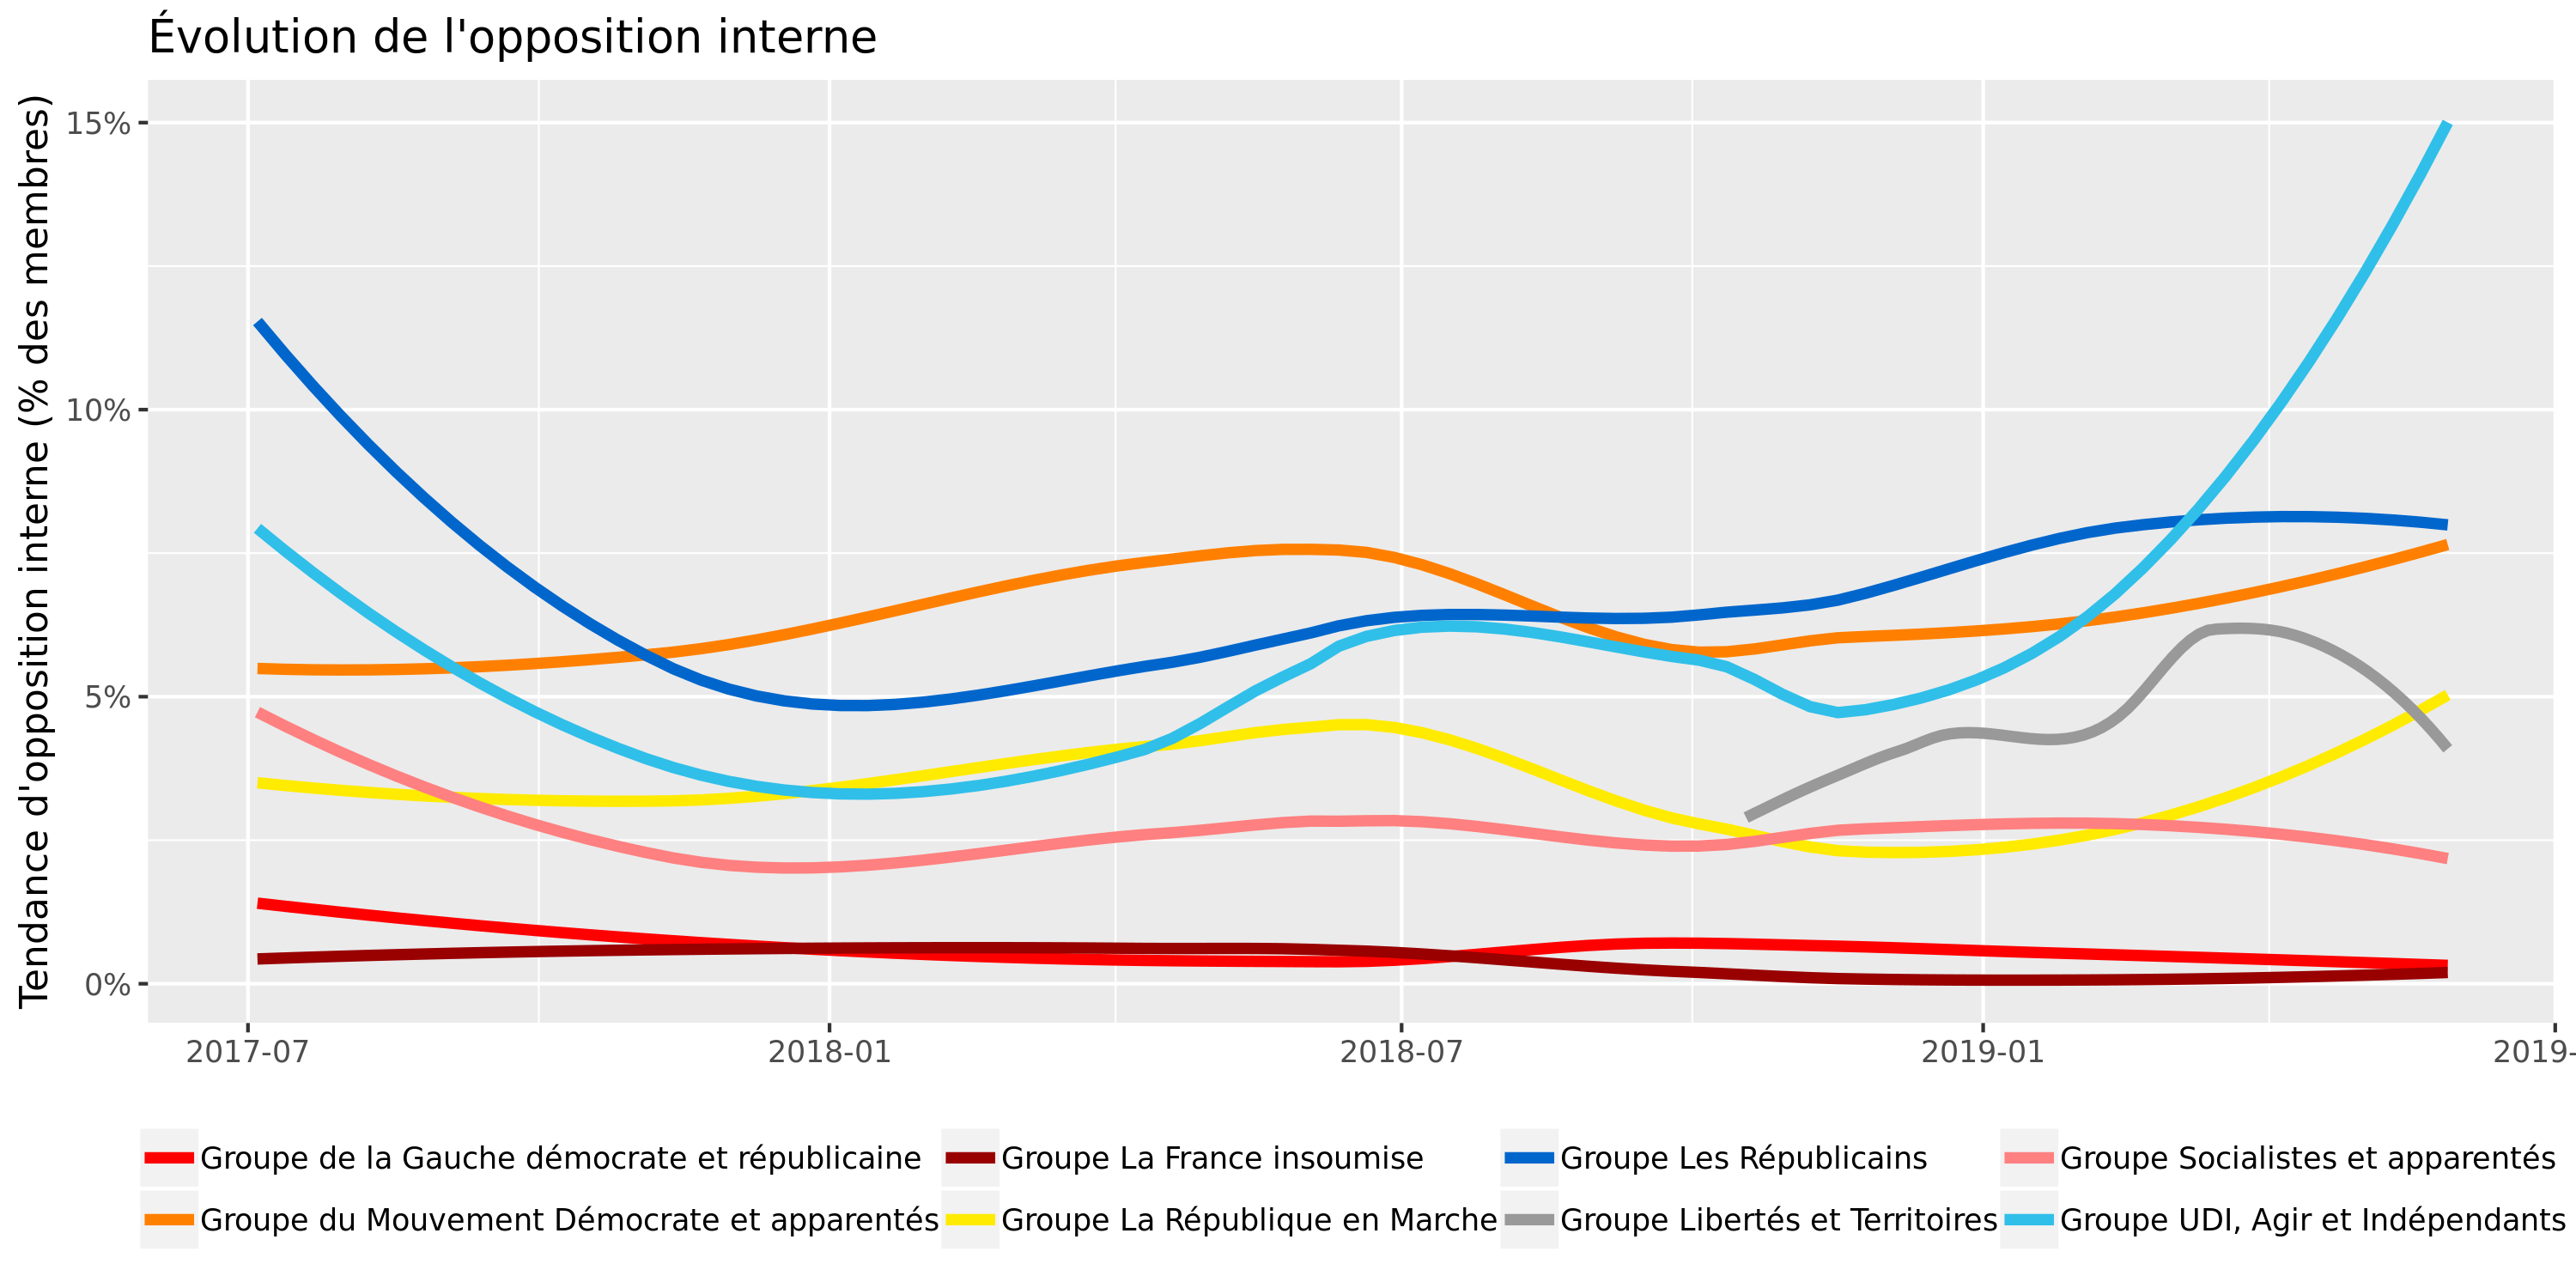 Évolution de l'opposition interne
Tendance d'opposition interne (% des membres)
15%
10%
5%
0%
2017-07 2018-01 2018-07 2019-01 2019-
Groupe de la Gauche démocrate et républicaine Groupe La France insoumise Groupe Les Républicains Groupe Socialistes et apparentés
Groupe du Mouvement Démocrate et apparentés Groupe La République en Marche Groupe Libertés et Territoires Groupe UDI, Agir et Indépendants